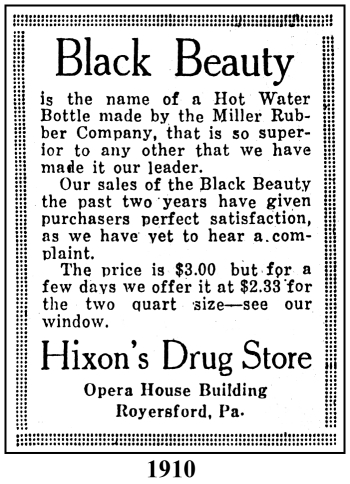 Black Beauty
is the name of a Hot Water
Bottle made by the Miller Rub-
ber Company, that is so super-
ior to any other that we have
made it our leader.
Our sales of the Black Beauty
the past two years have given
purchasers perfect satisfaction,
as we have yet to hear a.com-
plaint.
The price is $3.00 but for a
few days we offer it at $2.33 for
the two quart size—see our
window.
Hixon's Drug Store
Opera House Building
Royersford, Pa.
1910